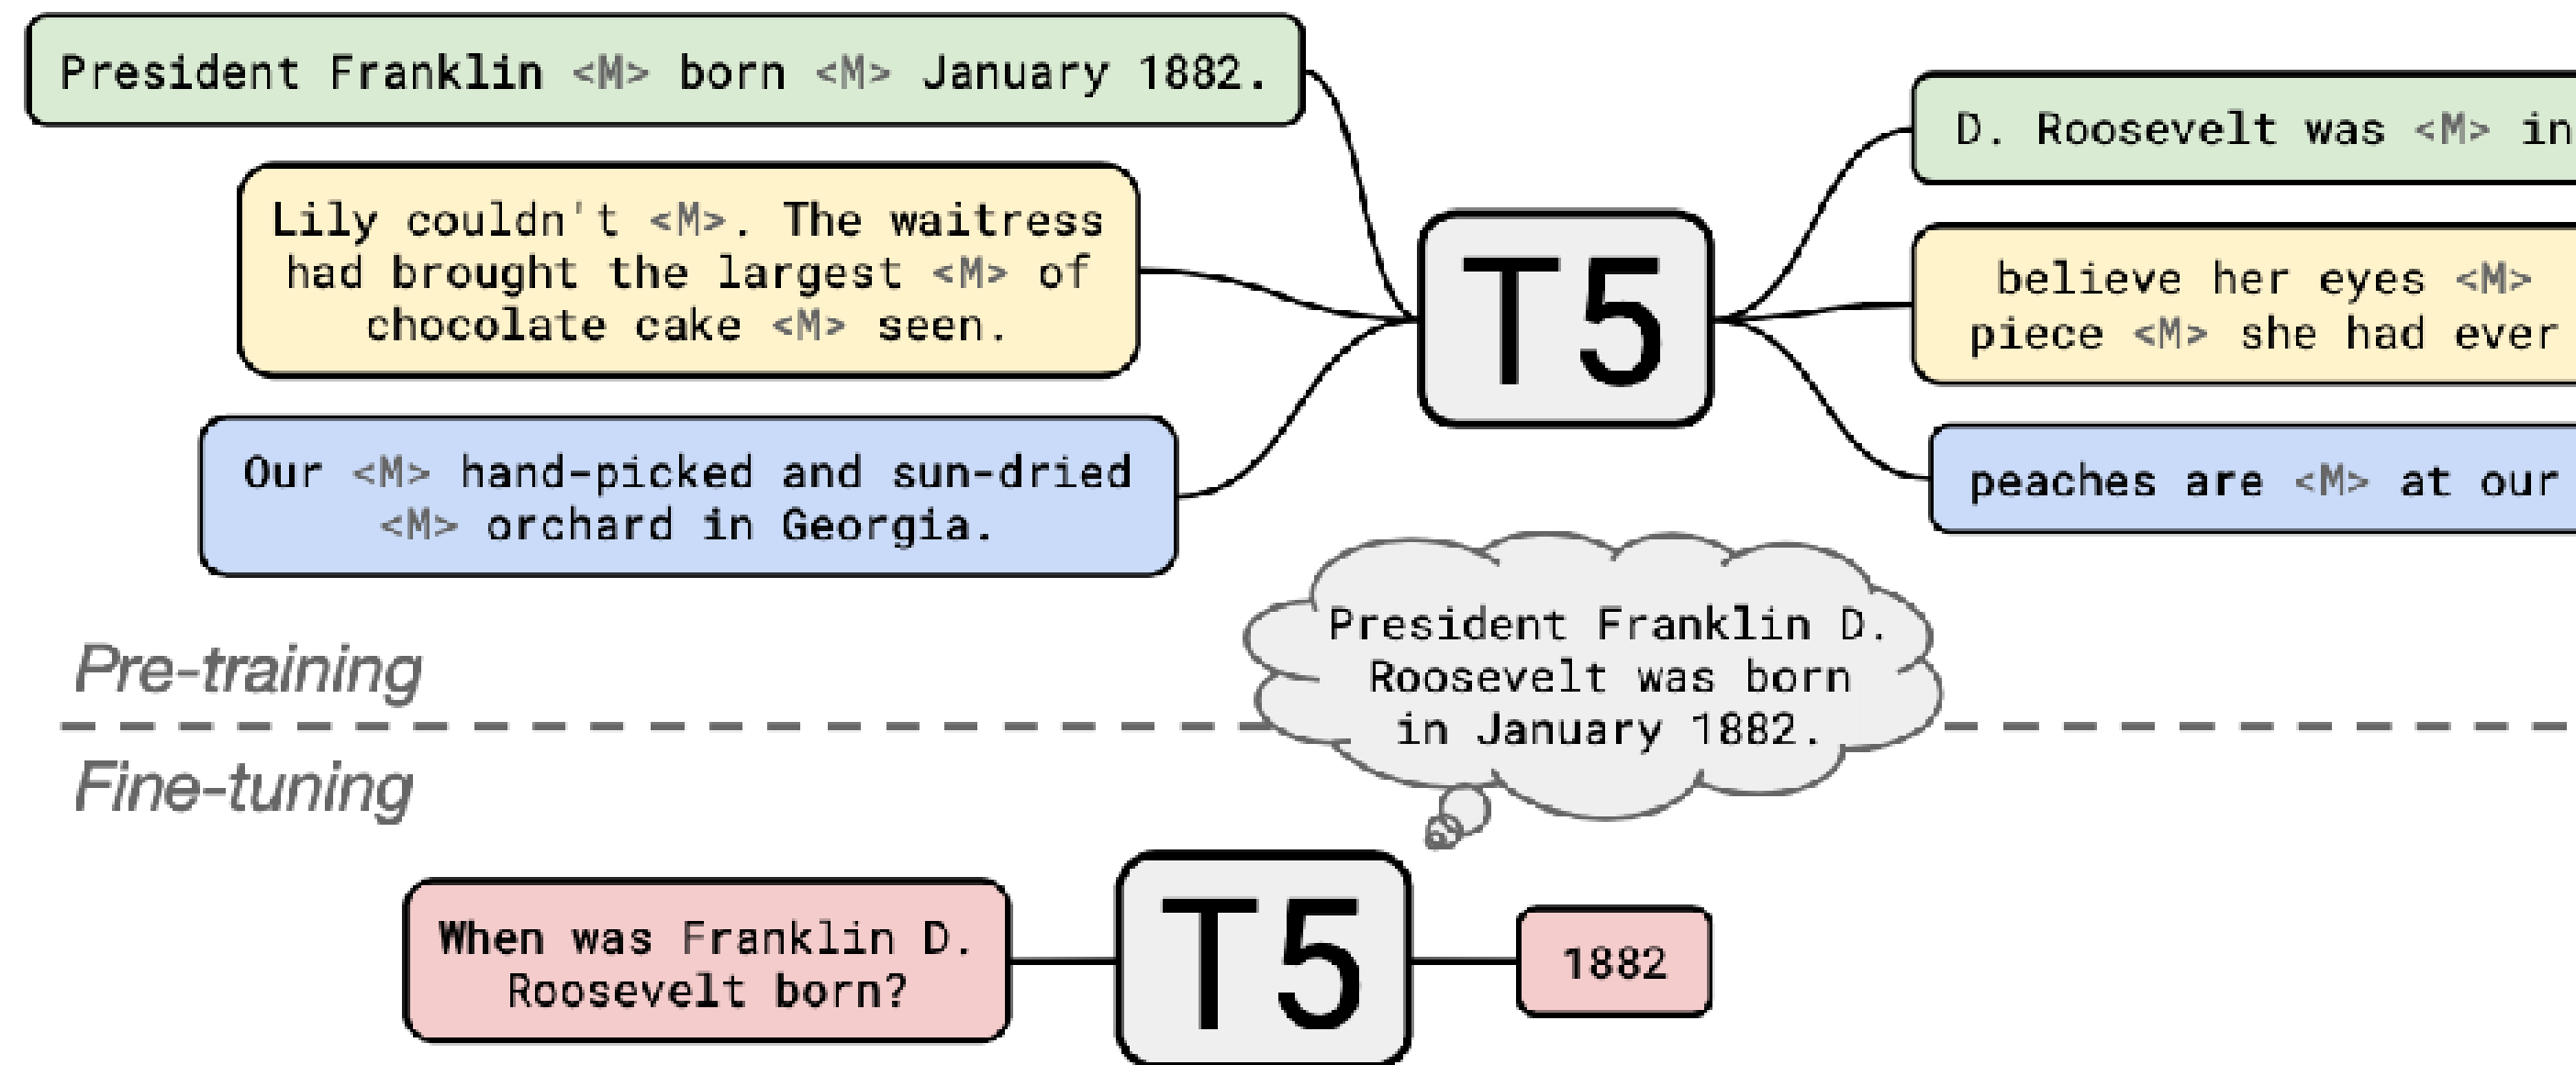 President Franklin <M> born <M> January 1882.
Lily couldn't <M>. The waitress
had brought the largest <M> of
chocolate cake <M> seen.
Our <M> hand-picked and sun-dried
<M> orchard in Georgia.
T5
D. Roosevelt was <M> in
believe her eyes <M>
piece <M> she had ever
peaches are <M> at our
Pre-training
President Franklin D.
Roosevelt was born
in January 1882.
Fine-tuning
When was Franklin D.
Roosevelt born?
T5
1882